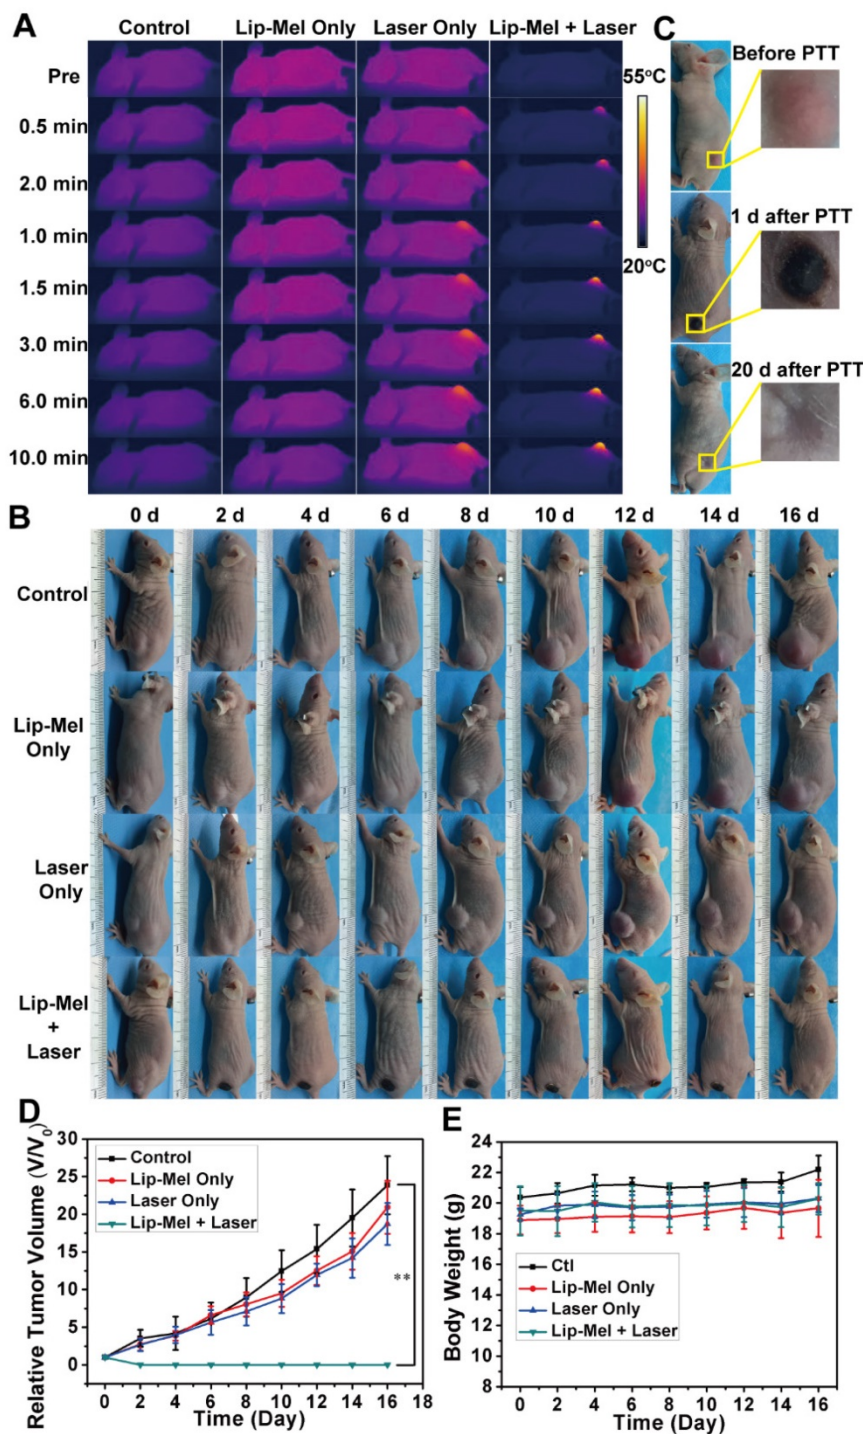 A
Control Lip-Mel Only Laser Only Lip-Mel + Laser
Pre
0.5 min
2.0 min
1.0 min
1.5 min
3.0 min
6.0 min
10.0 min
55°C
20°C
C
Before PTT
1 d after PTT
20 d after PTT
B
0 d 2 d 4 d 6 d 8 d 10 d 12 d 14 d 16 d
Control
Lip-Mel
Only
Laser
Only
Lip-Mel
+
Laser
D
Relative Tumor Volume (V/V0)
30
25
20
15
10
5
0
Control
Lip-Mel Only
Laser Only
Lip-Mel + Laser
**
0 2 4 6 8 10 12 14 16 18
Time (Day)
E
Body Weight (g)
24
22
20
18
16
14
12
10
8
Ctl
Lip-Mel Only
Laser Only
Lip-Mel + Laser
0 2 4 6 8 10 12 14 16
Time (Day)